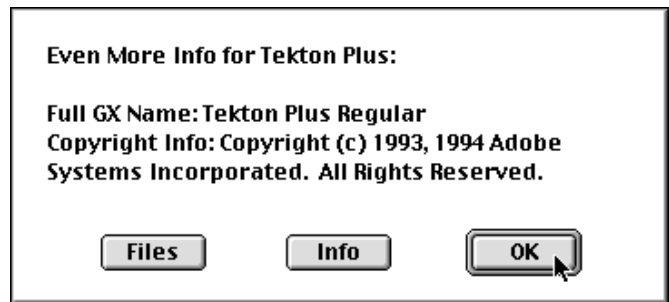 Even More Info for Tekton Plus:
Full GX Name: Tekton Plus Regular
Copyright Info: Copyright (c) 1993, 1994 Adobe
Systems Incorporated. All Rights Reserved.
Files Info OK